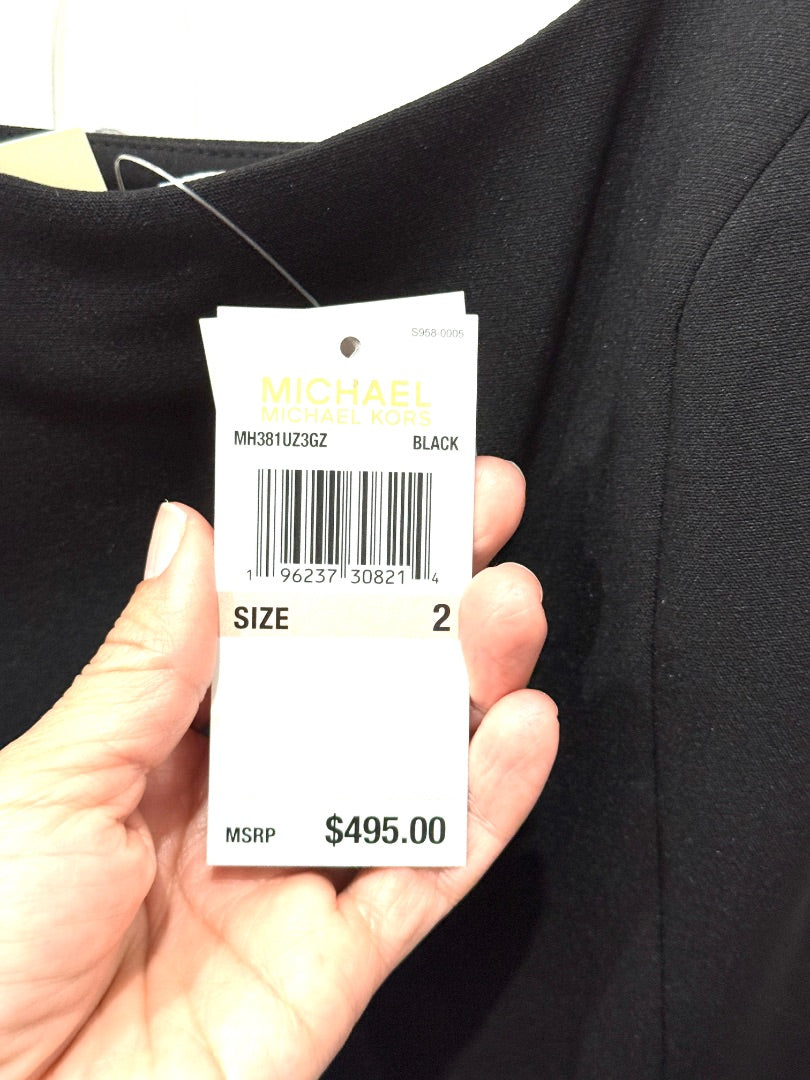 S958-0005
MICHAEL
MICHAEL KORS
MH381UZ3GZ BLACK
1 96237 30821 4
SIZE 2
MSRP $495.00